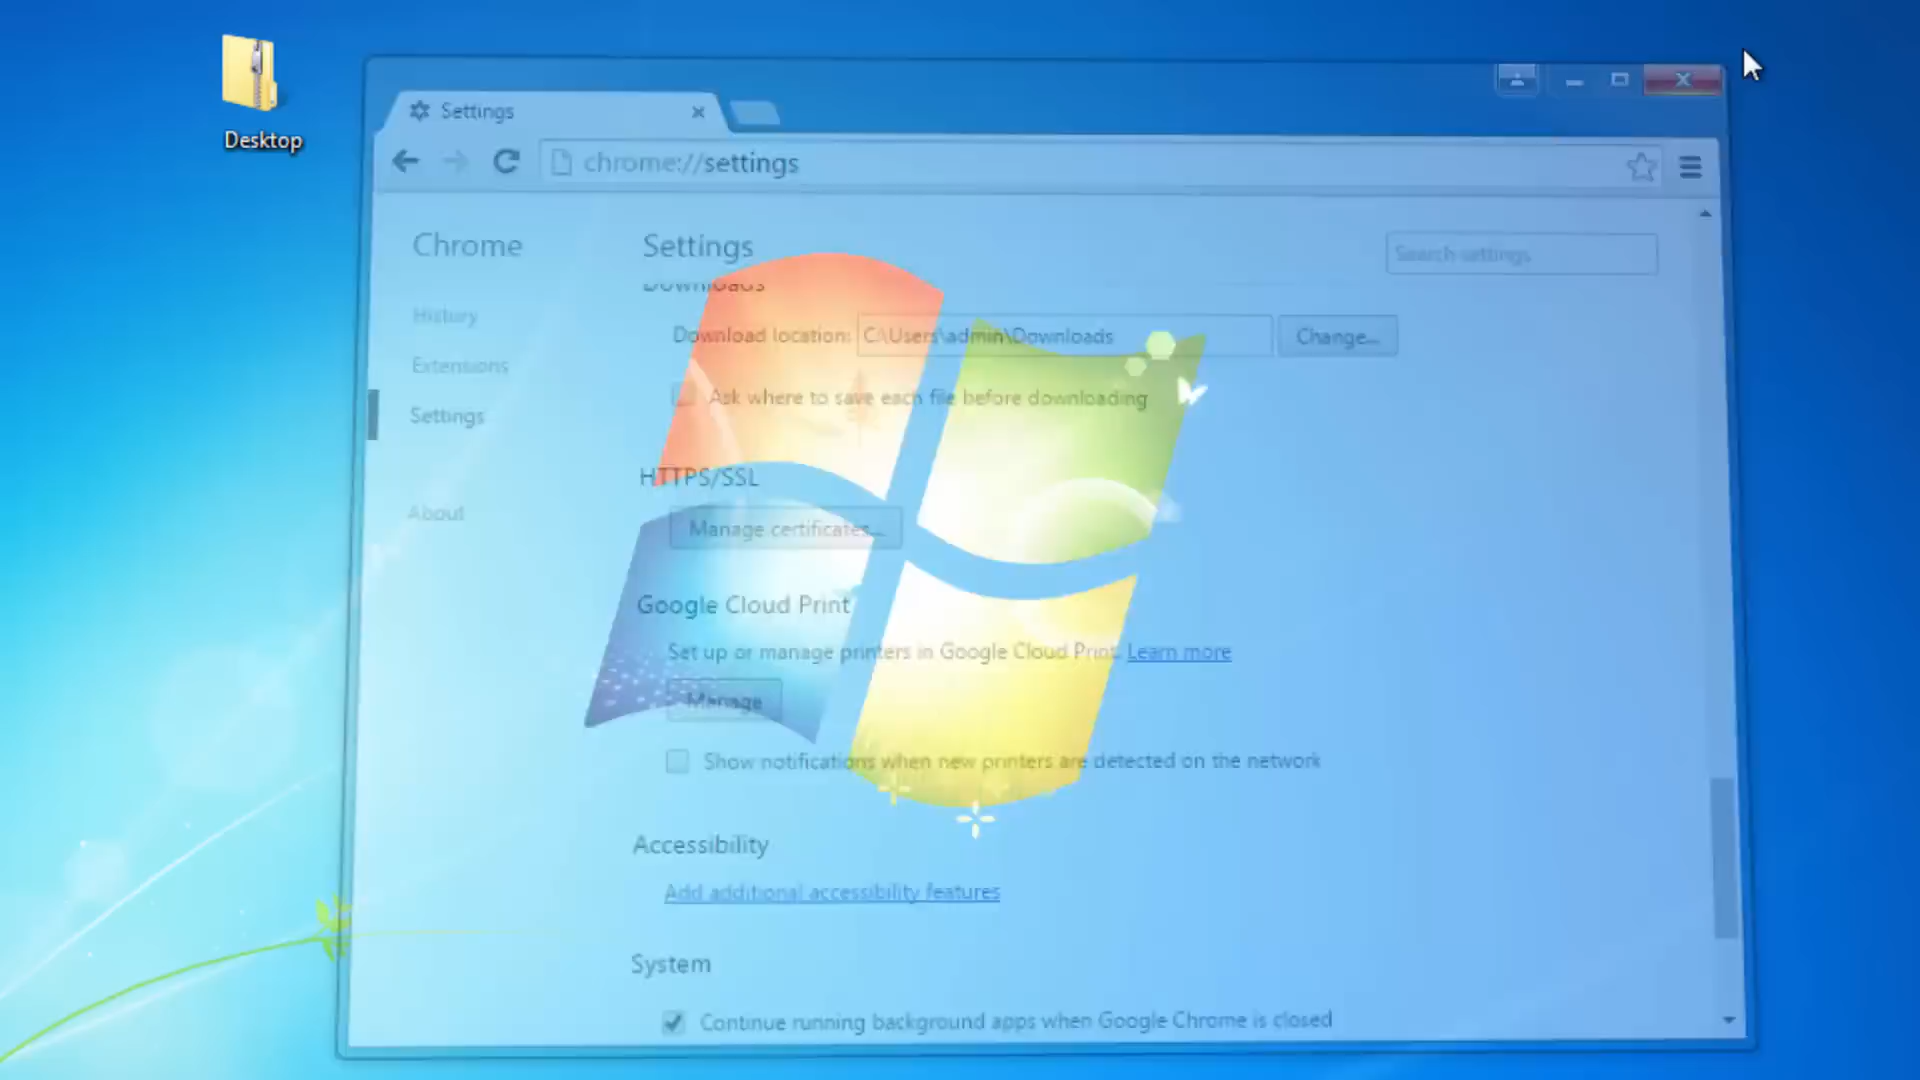 Desktop
Settings
chrome://settings
Chrome
Settings
Search settings
History
Downloads
Download location: C:\Users\admin\Downloads Change...
Extensions
Ask where to save each file before downloading
Settings
HTTPS/SSL
About
Manage certificates...
Google Cloud Print
Set up or manage printers in Google Cloud Print. Learn more
Manage
Show notifications when new printers are detected on the network
Accessibility
Add additional accessibility features
System
Continue running background apps when Google Chrome is closed